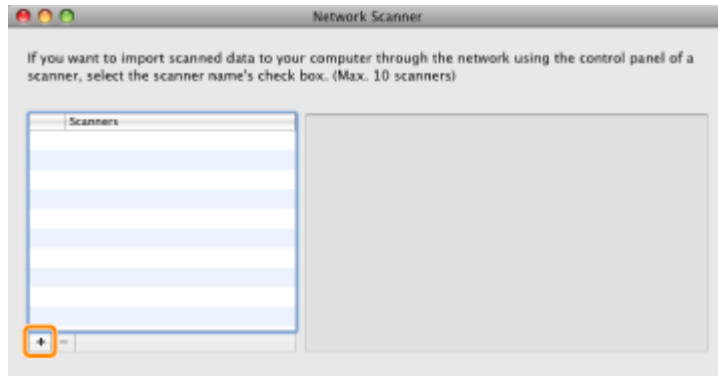 Network Scanner
If you want to import scanned data to your computer through the network using the control panel of a
scanner, select the scanner name's check box. (Max. 10 scanners)
Scanners
+ −